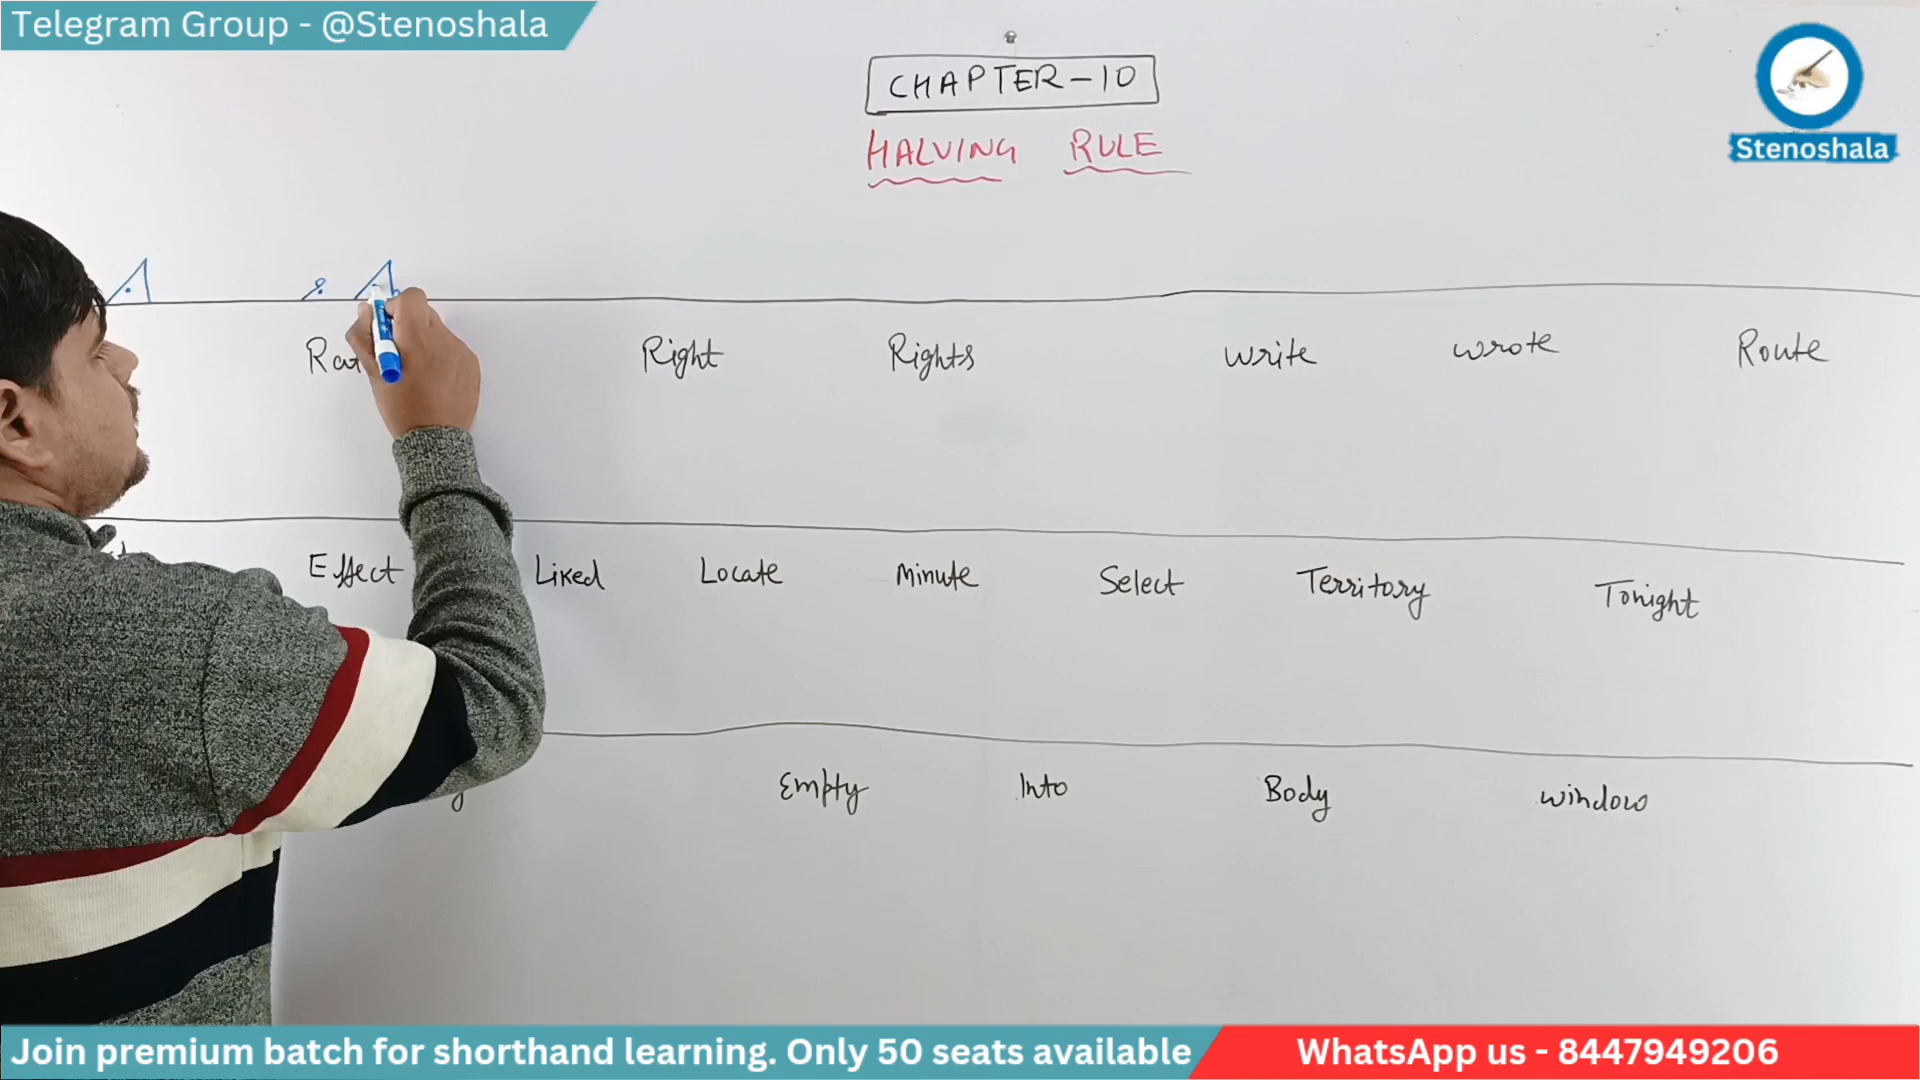 Telegram Group - @Stenoshala
CHAPTER-10
HALVING RULE
Stenoshala
Right Rights write wrote Route
Effect Liked Locate Minute Select Territory Tonight
Empty Into Body window
Join premium batch for shorthand learning. Only 50 seats available
WhatsApp us - 8447949206